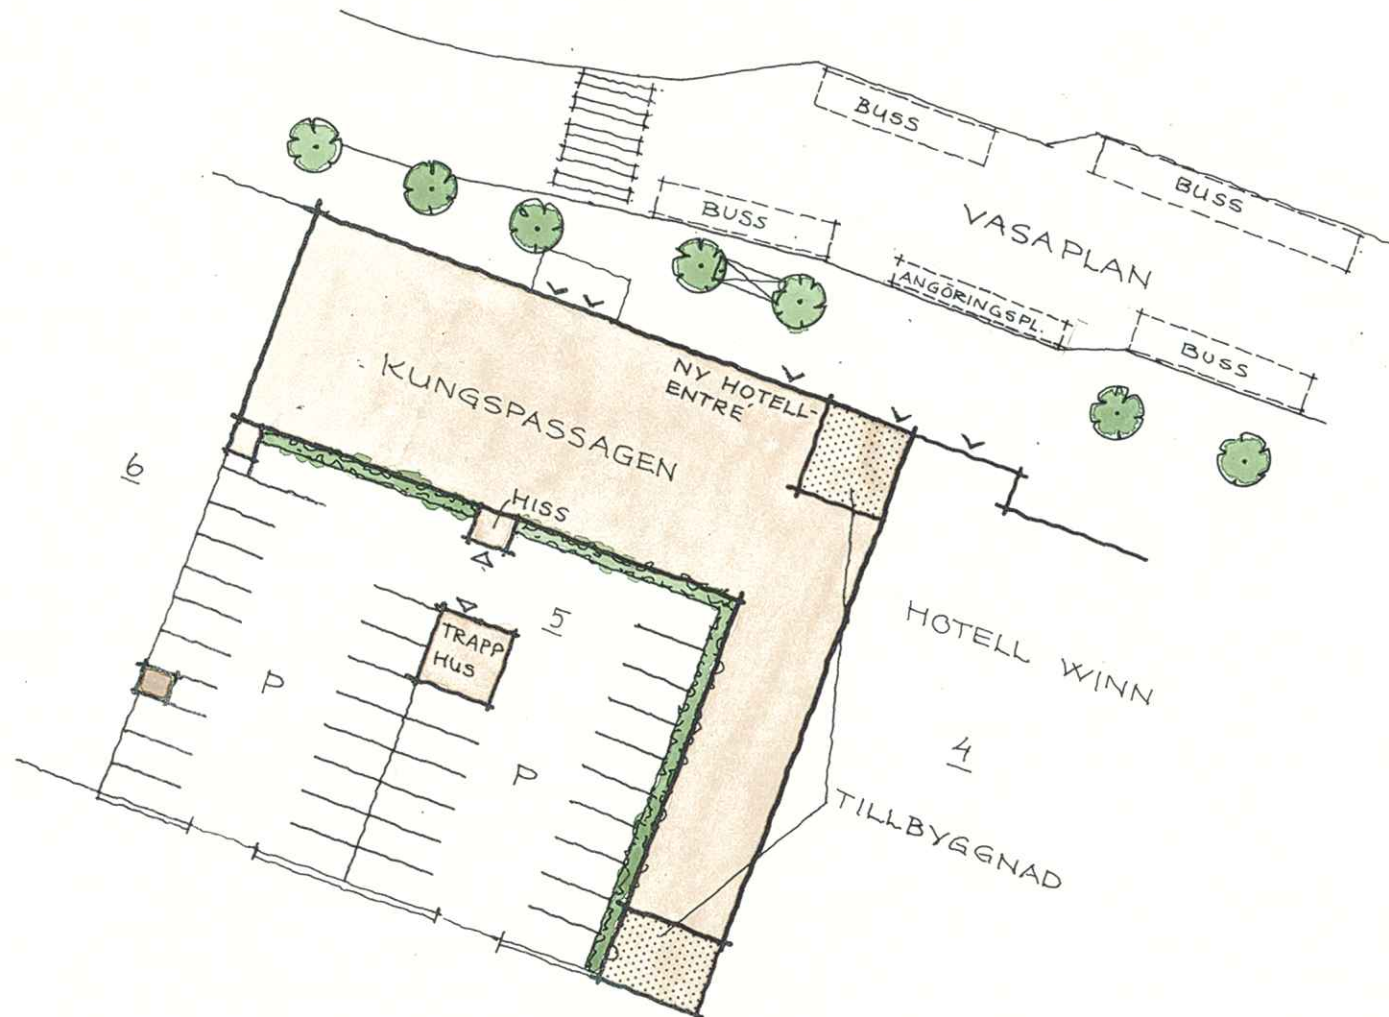 BUSS
BUSS
BUSS
VASAPLAN
ANGÖRINGSPL.
BUSS
NY HOTELL-
ENTRÉ
KUNGSPASSAGEN
6
HISS
5
TRAPP
HUS
HOTELL WINN
P
4
P
TILLBYGGNAD